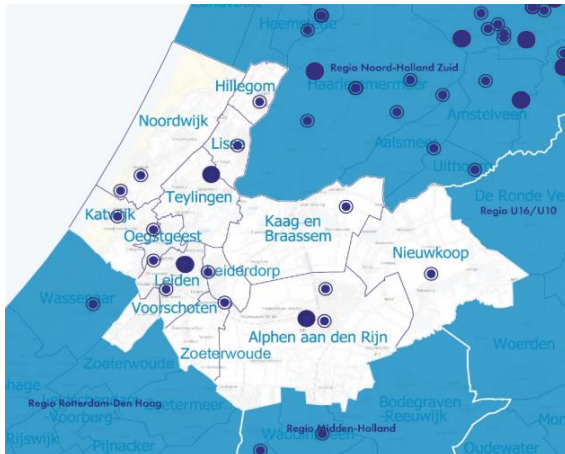 Heemstede
Regio Noord-Holland Zuid
Hillegom
Haarlemmermeer
Noordwijk
Amstelveen
Lisse
Aalsmeer
Uithoorn
Teylingen
De Ronde Ve
Katwijk
Kaag en
Braassem
Regio U16/U10
Oegstgeest
Nieuwkoop
Leiderdorp
Leiden
Wassenaar
Voorschoten
Alphen aan den Rijn
Woerden
Zoeterwoude
Zoeterwoude
nhage
Zoetermeer
Regio Rotterdam-Den Haag
-Voorburg
Bodegraven
-Reeuwijk
Regio Midden-Holland
Waddinxveen
Rijswijk
Pijnacker
Oudewater